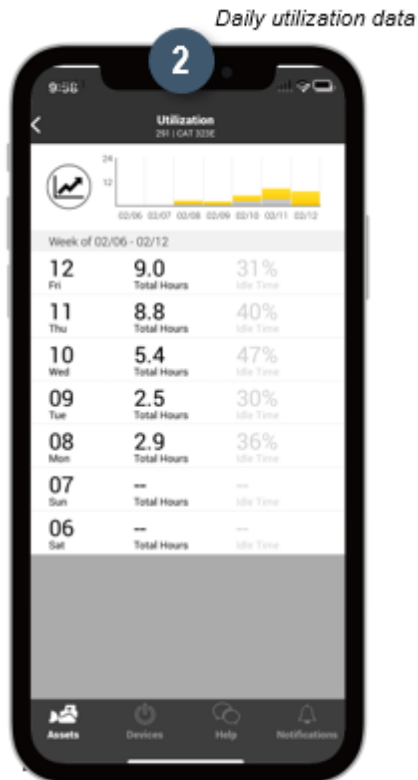 Daily utilization data
2
9:58
Utilization
291 | CAT 323E
24
12
02/06 02/07 02/08 02/09 02/10 02/11 02/12
Week of 02/06 - 02/12
12 9.0 31%
Fri Total Hours Idle Time
11 8.8 40%
Thu Total Hours Idle Time
10 5.4 47%
Wed Total Hours Idle Time
09 2.5 30%
Tue Total Hours Idle Time
08 2.9 36%
Mon Total Hours Idle Time
07 -- --
Sun Total Hours Idle Time
06 -- --
Sat Total Hours Idle Time
Assets Devices Help Notifications